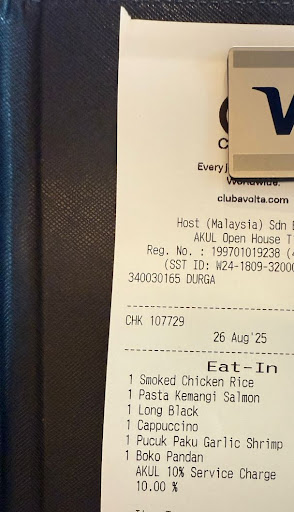 Every j
Worldwide.
clubavolta.com
Host (Malaysia) Sdn
AKUL Open House T
Reg. No. : 199701019238 (
(SST ID: W24-1809-32000
340030165 DURGA
CHK 107729
26 Aug'25
Eat-In
1 Smoked Chicken Rice
1 Pasta Kemangi Salmon
1 Long Black
1 Cappuccino
1 Pucuk Paku Garlic Shrimp
1 Boko Pandan
AKUL 10% Service Charge
10.00 %